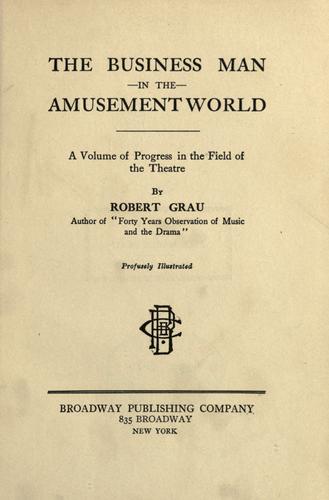 THE BUSINESS MAN
—IN THE—
AMUSEMENT WORLD
A Volume of Progress in the Field of
the Theatre
BY
ROBERT GRAU
Author of "Forty Years Observation of Music
and the Drama"
Profusely Illustrated
BPC
BROADWAY PUBLISHING COMPANY
835 BROADWAY
NEW YORK